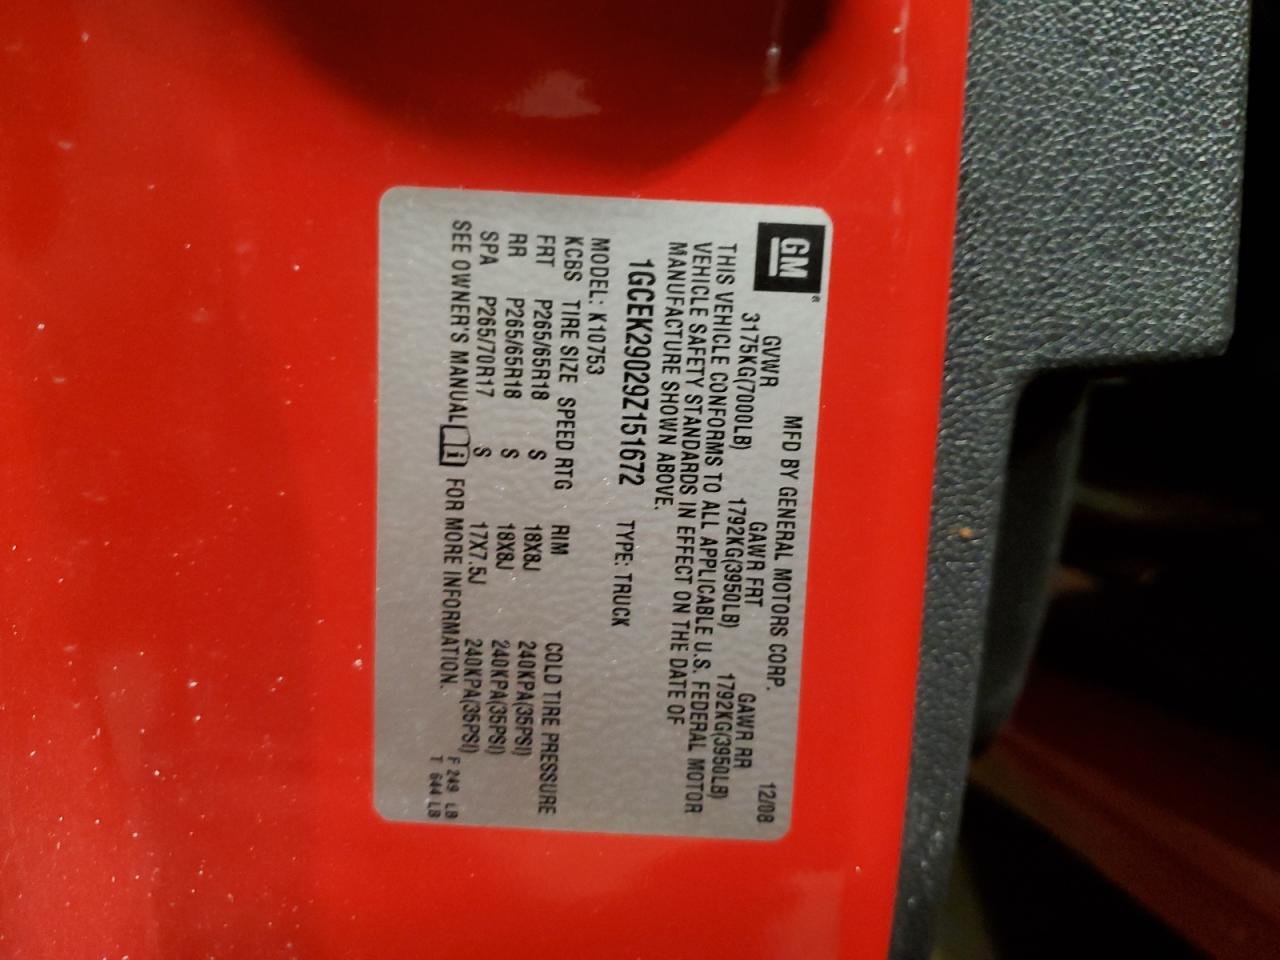 GM® MFD BY GENERAL MOTORS CORP. 12/08
GVWR GAWR FRT GAWR RR
3175KG(7000LB) 1792KG(3950LB) 1792KG(3950LB)
THIS VEHICLE CONFORMS TO ALL APPLICABLE U.S. FEDERAL MOTOR
VEHICLE SAFETY STANDARDS IN EFFECT ON THE DATE OF
MANUFACTURE SHOWN ABOVE.
1GCEK29029Z151672 TYPE: TRUCK
MODEL: K10753
KCBS TIRE SIZE SPEED RTG RIM COLD TIRE PRESSURE
FRT P265/65R18 S 18X8J 240KPA(35PSI)
RR P265/65R18 S 18X8J 240KPA(35PSI)
SPA P265/70R17 S 17X7.5J 240KPA(35PSI)
SEE OWNER'S MANUAL i FOR MORE INFORMATION.
F 249 LB
T 644 LB